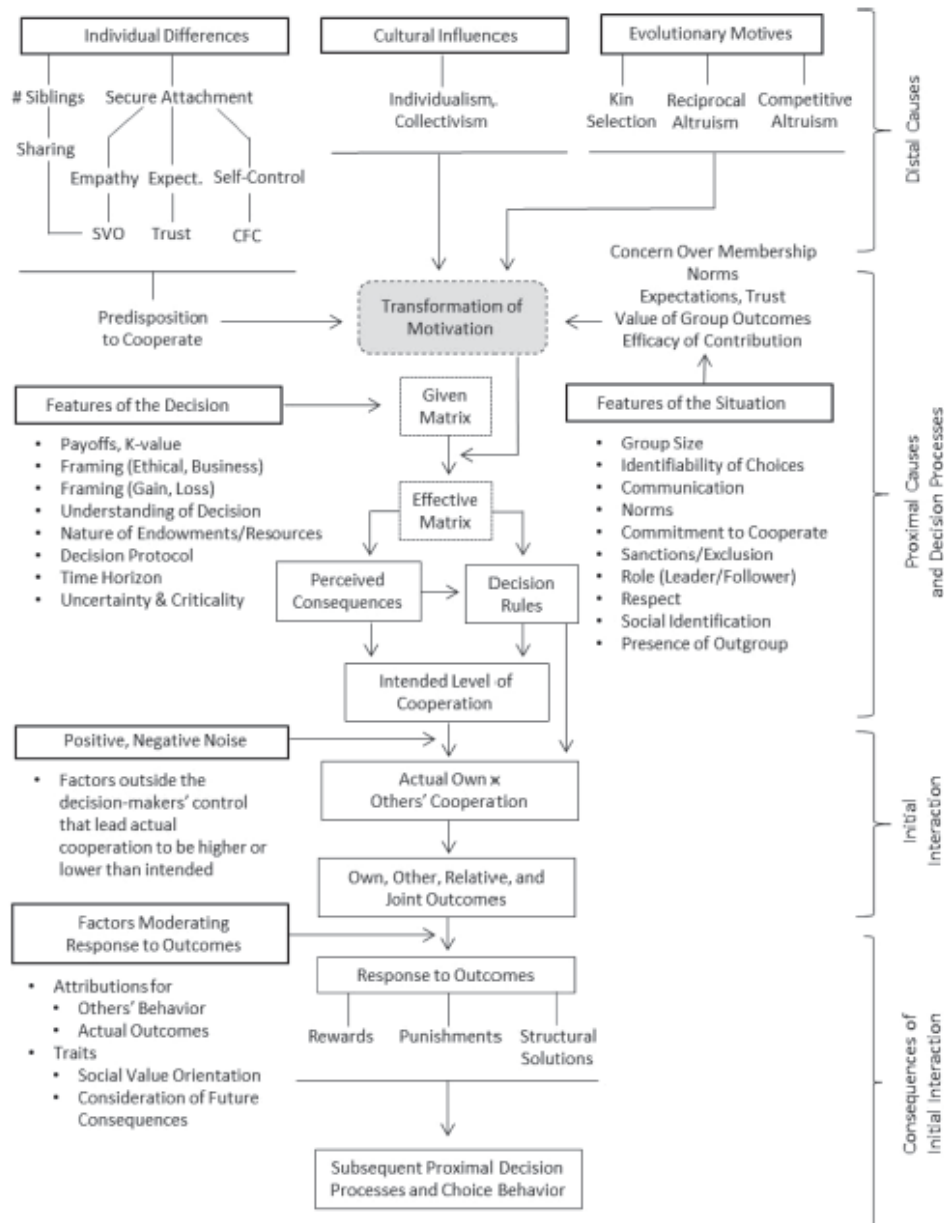 Individual Differences
Cultural Influences
Evolutionary Motives
# Siblings
Secure Attachment
Sharing
Empathy
Expect.
Self-Control
SVO
Trust
CFC
Individualism,
Collectivism
Kin
Selection
Reciprocal
Altruism
Competitive
Altruism
Distal Causes
Predisposition
to Cooperate
Transformation of
Motivation
Concern Over Membership
Norms
Expectations, Trust
Value of Group Outcomes
Efficacy of Contribution
Features of the Decision
• Payoffs, K-value
• Framing (Ethical, Business)
• Framing (Gain, Loss)
• Understanding of Decision
• Nature of Endowments/Resources
• Decision Protocol
• Time Horizon
• Uncertainty & Criticality
Given
Matrix
Effective
Matrix
Perceived
Consequences
Decision
Rules
Intended Level of
Cooperation
Features of the Situation
• Group Size
• Identifiability of Choices
• Communication
• Norms
• Commitment to Cooperate
• Sanctions/Exclusion
• Role (Leader/Follower)
• Respect
• Social Identification
• Presence of Outgroup
Proximal Causes
and Decision Processes
Positive, Negative Noise
• Factors outside the
decision-makers' control
that lead actual
cooperation to be higher or
lower than intended
Actual Own x
Others' Cooperation
Own, Other, Relative, and
Joint Outcomes
Initial
Interaction
Factors Moderating
Response to Outcomes
• Attributions for
• Others' Behavior
• Actual Outcomes
• Traits
• Social Value Orientation
• Consideration of Future
Consequences
Response to Outcomes
Rewards
Punishments
Structural
Solutions
Subsequent Proximal Decision
Processes and Choice Behavior
Consequences of
Initial Interaction